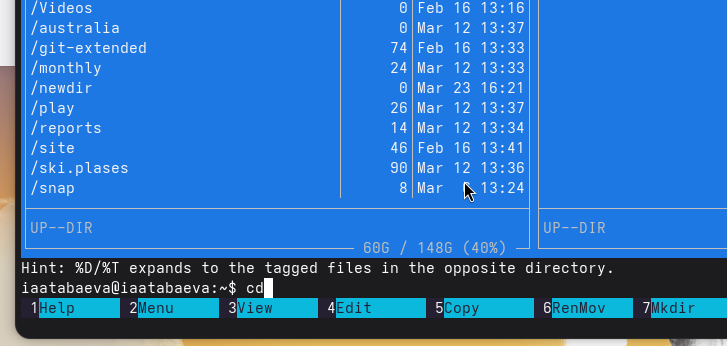 /Videos 0 Feb 16 13:16
/australia 0 Mar 12 13:37
/git-extended 74 Feb 16 13:33
/monthly 24 Mar 12 13:33
/newdir 0 Mar 23 16:21
/play 26 Mar 12 13:37
/reports 14 Mar 12 13:34
/site 46 Feb 16 13:41
/ski.plases 90 Mar 12 13:36
/snap 8 Mar 13:24
UP--DIR UP--DIR
60G / 148G (40%)
Hint: %D/%T expands to the tagged files in the opposite directory.
iaatabaeva@iaatabaeva:~$ cd
1Help 2Menu 3View 4Edit 5Copy 6RenMov 7Mkdir